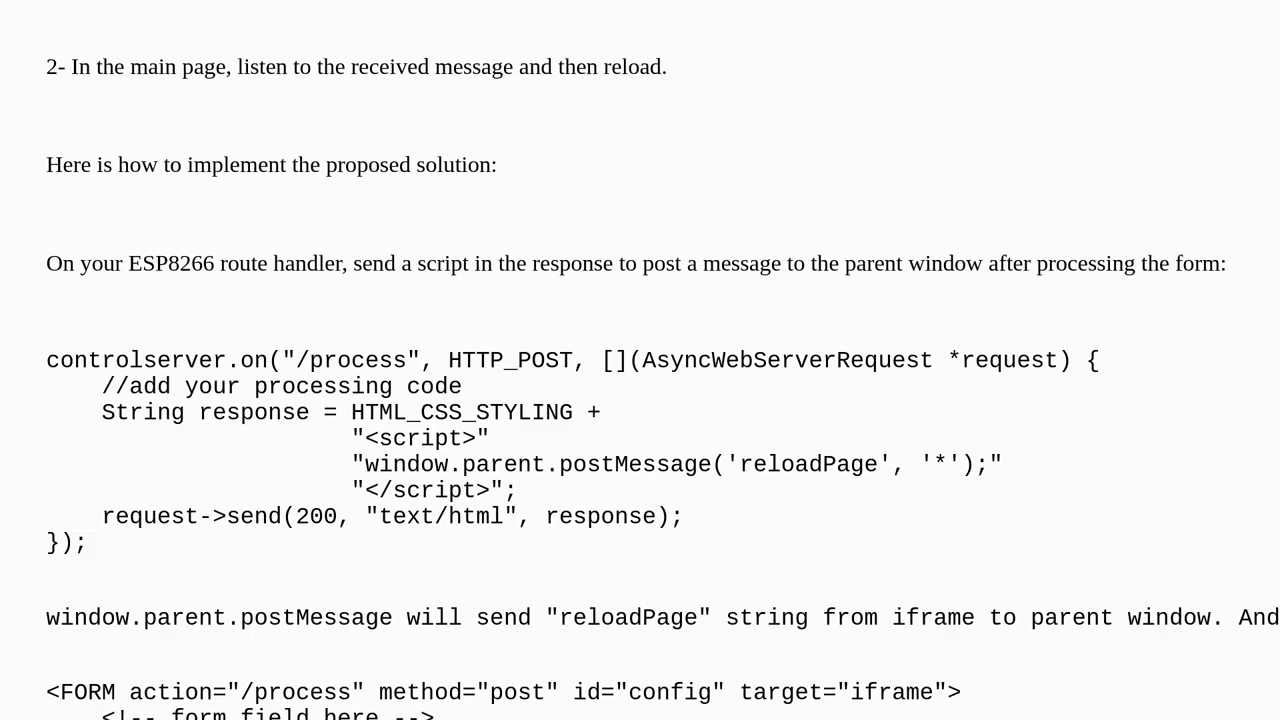 2- In the main page, listen to the received message and then reload.
Here is how to implement the proposed solution:
On your ESP8266 route handler, send a script in the response to post a message to the parent window after processing the form:
controlserver.on("/process", HTTP_POST, [](AsyncWebServerRequest *request) {
    //add your processing code
    String response = HTML_CSS_STYLING +
                      "<script>"
                      "window.parent.postMessage('reloadPage', '*');"
                      "</script>";
    request->send(200, "text/html", response);
});
window.parent.postMessage will send "reloadPage" string from iframe to parent window. And
<FORM action="/process" method="post" id="config" target="iframe">
    <!-- form field here -->